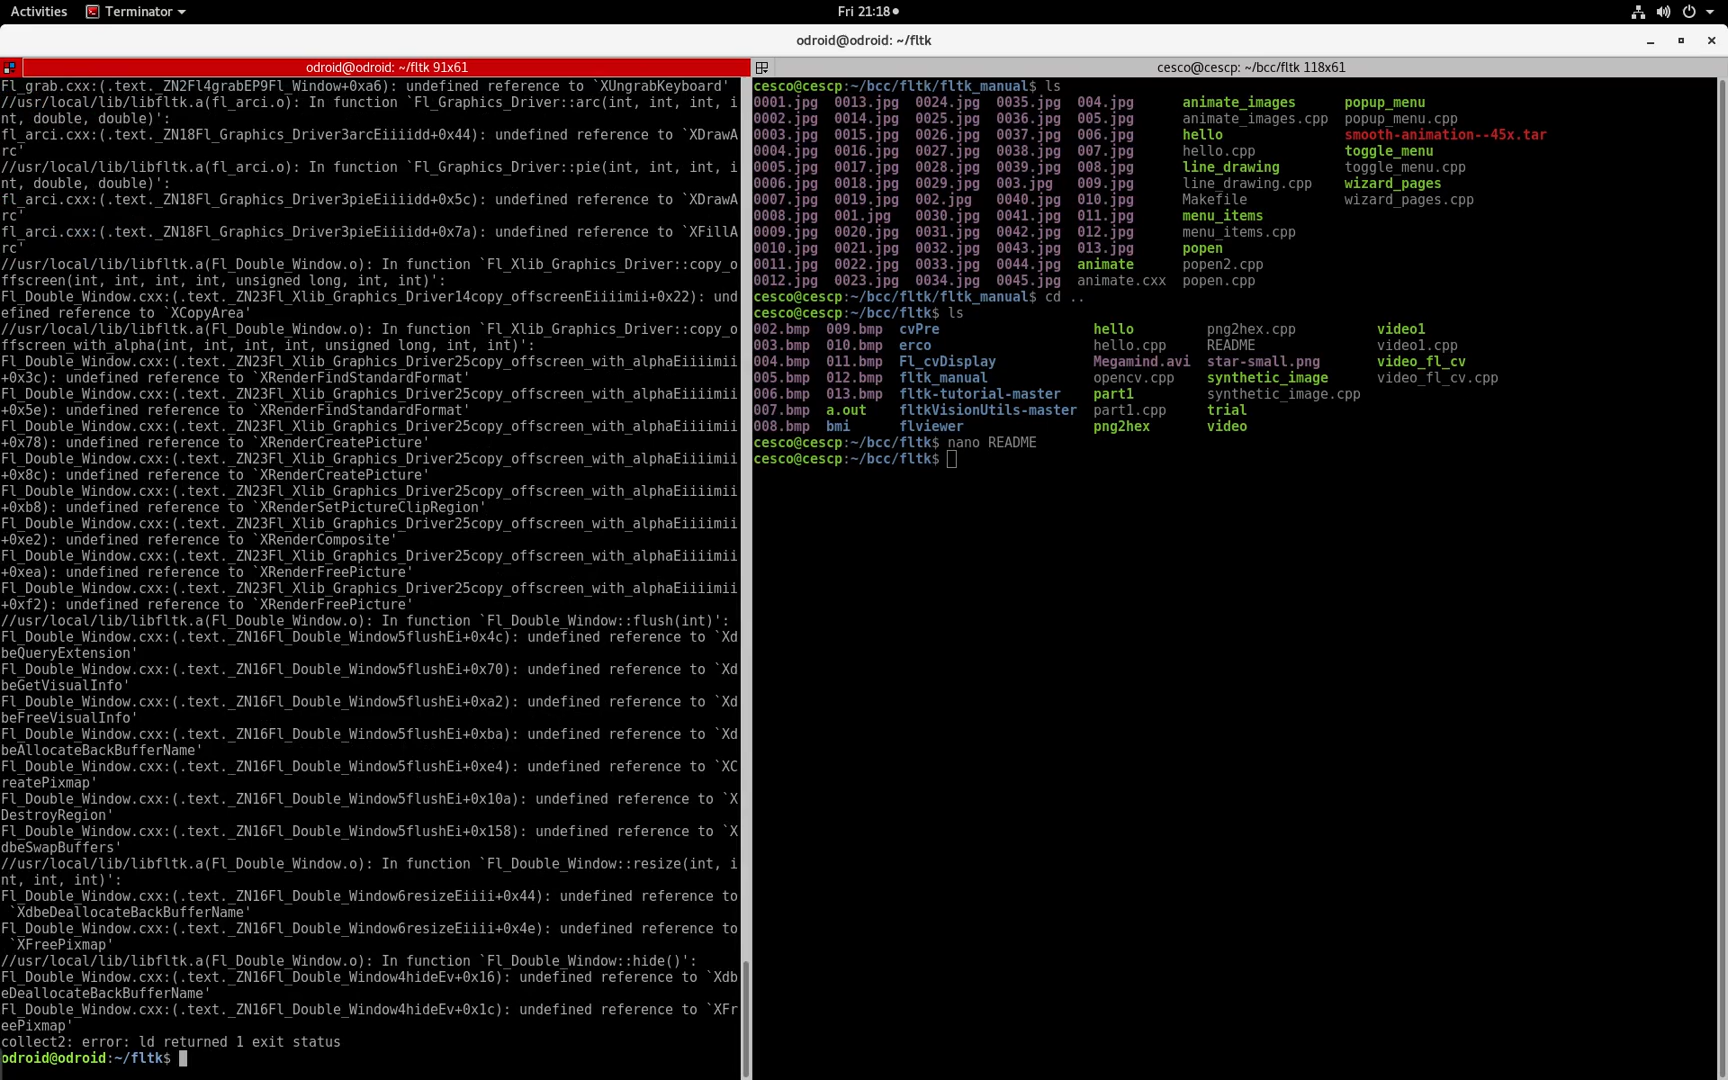 Activities Terminator Fri 21:18
odroid@odroid: ~/fltk
odroid@odroid: ~/fltk 91x61
Fl_grab.cxx:(.text._ZN2Fl4grabEP9Fl_Window+0xa6): undefined reference to `XUngrabKeyboard'
//usr/local/lib/libfltk.a(fl_arci.o): In function `Fl_Graphics_Driver::arc(int, int, int, i
nt, double, double)':
fl_arci.cxx:(.text._ZN18Fl_Graphics_Driver3arcEiiiidd+0x44): undefined reference to `XDrawA
rc'
//usr/local/lib/libfltk.a(fl_arci.o): In function `Fl_Graphics_Driver::pie(int, int, int, i
nt, double, double)':
fl_arci.cxx:(.text._ZN18Fl_Graphics_Driver3pieEiiiidd+0x5c): undefined reference to `XDrawA
rc'
fl_arci.cxx:(.text._ZN18Fl_Graphics_Driver3pieEiiiidd+0x7a): undefined reference to `XFillA
rc'
//usr/local/lib/libfltk.a(Fl_Double_Window.o): In function `Fl_Xlib_Graphics_Driver::copy_o
ffscreen(int, int, int, int, unsigned long, int, int)':
Fl_Double_Window.cxx:(.text._ZN23Fl_Xlib_Graphics_Driver14copy_offscreenEiiiimii+0x22): und
efined reference to `XCopyArea'
//usr/local/lib/libfltk.a(Fl_Double_Window.o): In function `Fl_Xlib_Graphics_Driver::copy_o
ffscreen_with_alpha(int, int, int, int, unsigned long, int, int)':
Fl_Double_Window.cxx:(.text._ZN23Fl_Xlib_Graphics_Driver25copy_offscreen_with_alphaEiiiimii
+0x3c): undefined reference to `XRenderFindStandardFormat'
Fl_Double_Window.cxx:(.text._ZN23Fl_Xlib_Graphics_Driver25copy_offscreen_with_alphaEiiiimii
+0x5e): undefined reference to `XRenderFindStandardFormat'
Fl_Double_Window.cxx:(.text._ZN23Fl_Xlib_Graphics_Driver25copy_offscreen_with_alphaEiiiimii
+0x78): undefined reference to `XRenderCreatePicture'
Fl_Double_Window.cxx:(.text._ZN23Fl_Xlib_Graphics_Driver25copy_offscreen_with_alphaEiiiimii
+0x8c): undefined reference to `XRenderCreatePicture'
Fl_Double_Window.cxx:(.text._ZN23Fl_Xlib_Graphics_Driver25copy_offscreen_with_alphaEiiiimii
+0xb8): undefined reference to `XRenderSetPictureClipRegion'
Fl_Double_Window.cxx:(.text._ZN23Fl_Xlib_Graphics_Driver25copy_offscreen_with_alphaEiiiimii
+0xe2): undefined reference to `XRenderComposite'
Fl_Double_Window.cxx:(.text._ZN23Fl_Xlib_Graphics_Driver25copy_offscreen_with_alphaEiiiimii
+0xea): undefined reference to `XRenderFreePicture'
Fl_Double_Window.cxx:(.text._ZN23Fl_Xlib_Graphics_Driver25copy_offscreen_with_alphaEiiiimii
+0xf2): undefined reference to `XRenderFreePicture'
//usr/local/lib/libfltk.a(Fl_Double_Window.o): In function `Fl_Double_Window::flush(int)':
Fl_Double_Window.cxx:(.text._ZN16Fl_Double_Window5flushEi+0x4c): undefined reference to `Xd
beQueryExtension'
Fl_Double_Window.cxx:(.text._ZN16Fl_Double_Window5flushEi+0x70): undefined reference to `Xd
beGetVisualInfo'
Fl_Double_Window.cxx:(.text._ZN16Fl_Double_Window5flushEi+0xa2): undefined reference to `Xd
beFreeVisualInfo'
Fl_Double_Window.cxx:(.text._ZN16Fl_Double_Window5flushEi+0xba): undefined reference to `Xd
beAllocateBackBufferName'
Fl_Double_Window.cxx:(.text._ZN16Fl_Double_Window5flushEi+0xe4): undefined reference to `XC
reatePixmap'
Fl_Double_Window.cxx:(.text._ZN16Fl_Double_Window5flushEi+0x10a): undefined reference to `X
DestroyRegion'
Fl_Double_Window.cxx:(.text._ZN16Fl_Double_Window5flushEi+0x158): undefined reference to `X
dbeSwapBuffers'
//usr/local/lib/libfltk.a(Fl_Double_Window.o): In function `Fl_Double_Window::resize(int, i
nt, int, int)':
Fl_Double_Window.cxx:(.text._ZN16Fl_Double_Window6resizeEiiii+0x44): undefined reference to
`XdbeDeallocateBackBufferName'
Fl_Double_Window.cxx:(.text._ZN16Fl_Double_Window6resizeEiiii+0x4e): undefined reference to
`XFreePixmap'
//usr/local/lib/libfltk.a(Fl_Double_Window.o): In function `Fl_Double_Window::hide()':
Fl_Double_Window.cxx:(.text._ZN16Fl_Double_Window4hideEv+0x16): undefined reference to `Xdb
eDeallocateBackBufferName'
Fl_Double_Window.cxx:(.text._ZN16Fl_Double_Window4hideEv+0x1c): undefined reference to `XFr
eePixmap'
collect2: error: ld returned 1 exit status
odroid@odroid:~/fltk$
cesco@cescp: ~/bcc/fltk 118x61
cesco@cescp:~/bcc/fltk/fltk_manual$ ls
0001.jpg 0013.jpg 0024.jpg 0035.jpg 004.jpg animate_images popup_menu
0002.jpg 0014.jpg 0025.jpg 0036.jpg 005.jpg animate_images.cpp popup_menu.cpp
0003.jpg 0015.jpg 0026.jpg 0037.jpg 006.jpg hello smooth-animation--45x.tar
0004.jpg 0016.jpg 0027.jpg 0038.jpg 007.jpg hello.cpp toggle_menu
0005.jpg 0017.jpg 0028.jpg 0039.jpg 008.jpg line_drawing toggle_menu.cpp
0006.jpg 0018.jpg 0029.jpg 003.jpg 009.jpg line_drawing.cpp wizard_pages
0007.jpg 0019.jpg 002.jpg 0040.jpg 010.jpg Makefile wizard_pages.cpp
0008.jpg 001.jpg 0030.jpg 0041.jpg 011.jpg menu_items
0009.jpg 0020.jpg 0031.jpg 0042.jpg 012.jpg menu_items.cpp
0010.jpg 0021.jpg 0032.jpg 0043.jpg 013.jpg popen
0011.jpg 0022.jpg 0033.jpg 0044.jpg animate popen2.cpp
0012.jpg 0023.jpg 0034.jpg 0045.jpg animate.cxx popen.cpp
cesco@cescp:~/bcc/fltk/fltk_manual$ cd ..
cesco@cescp:~/bcc/fltk$ ls
002.bmp 009.bmp cvPre hello png2hex.cpp video1
003.bmp 010.bmp erco hello.cpp README video1.cpp
004.bmp 011.bmp Fl_cvDisplay Megamind.avi star-small.png video_fl_cv
005.bmp 012.bmp fltk_manual opencv.cpp synthetic_image video_fl_cv.cpp
006.bmp 013.bmp fltk-tutorial-master part1 synthetic_image.cpp
007.bmp a.out fltkVisionUtils-master part1.cpp trial
008.bmp bmi flviewer png2hex video
cesco@cescp:~/bcc/fltk$ nano README
cesco@cescp:~/bcc/fltk$